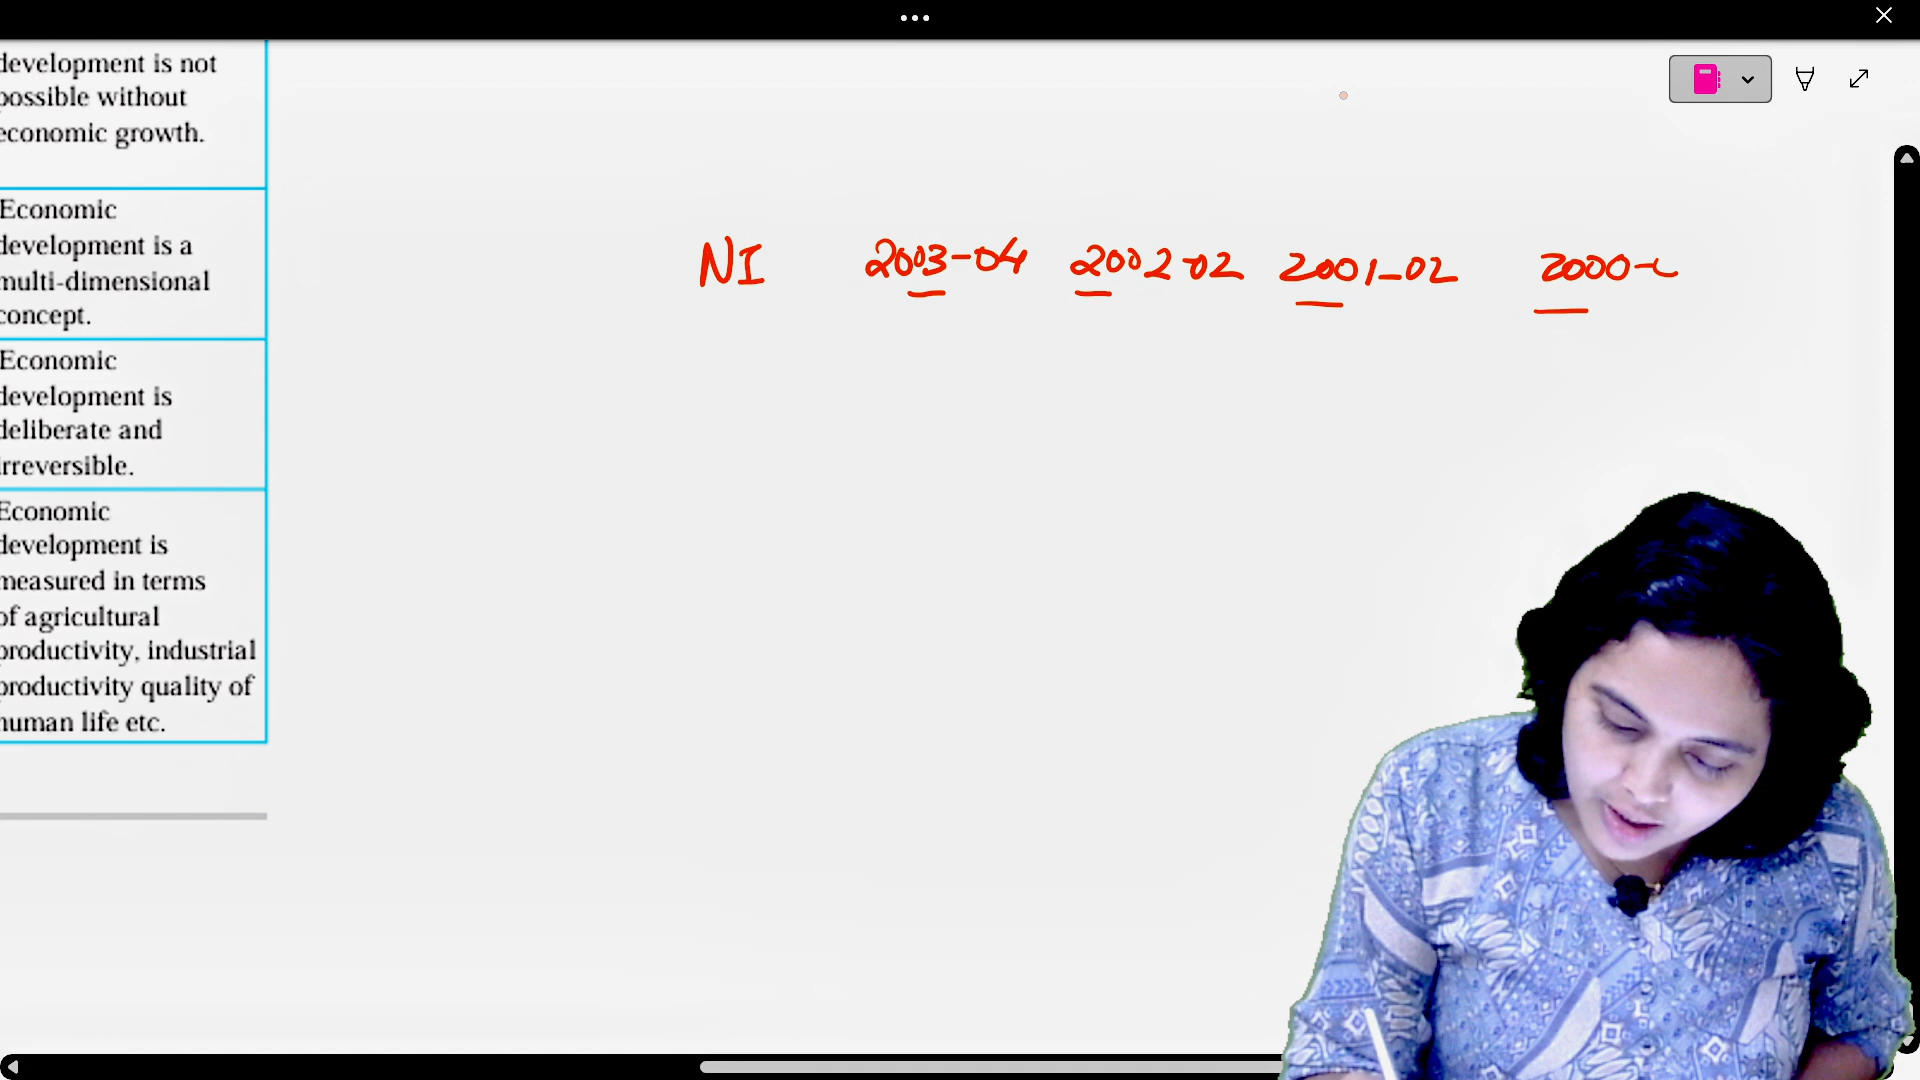 development is not
possible without
economic growth.
Economic
development is a
multi-dimensional
concept.
Economic
development is
deliberate and
irreversible.
Economic
development is
measured in terms
of agricultural
productivity, industrial
productivity quality of
human life etc.
NI 2003-04 2002-02 2001-02 2000-